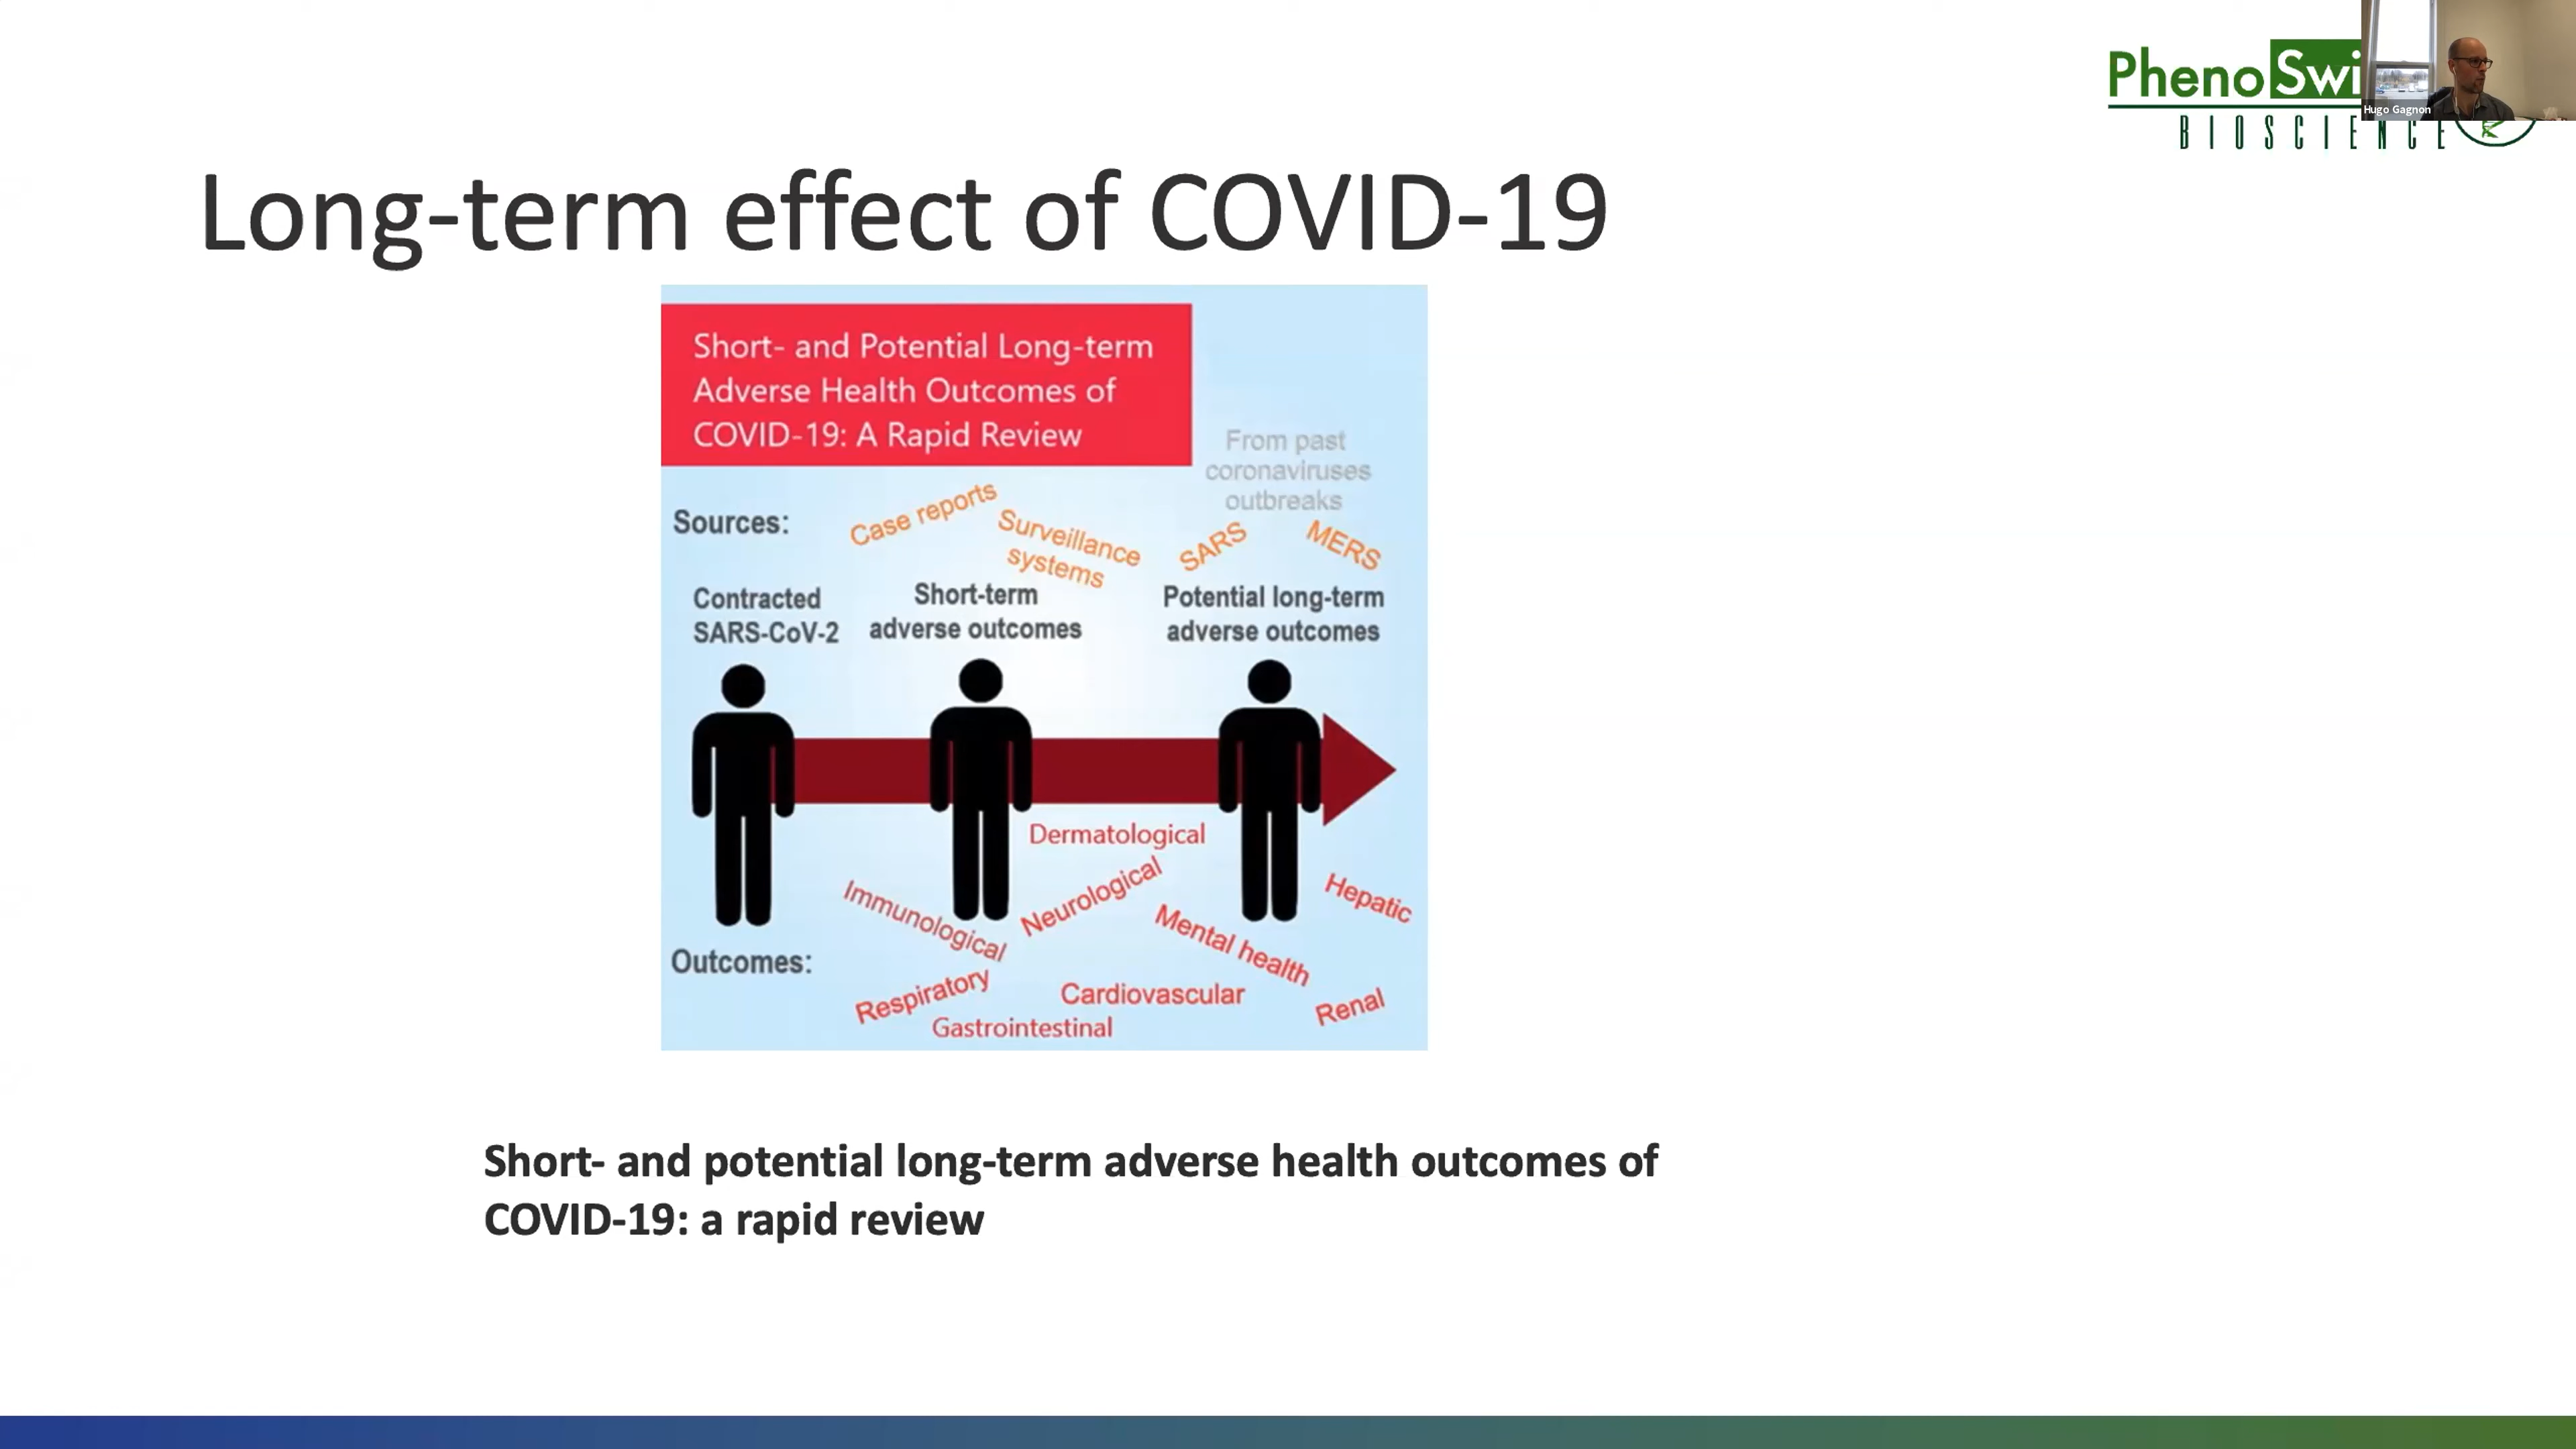 Pheno Swi
Hugo Gagnon
BIOSCIENCE
Long-term effect of COVID-19
Short- and Potential Long-term
Adverse Health Outcomes of
COVID-19: A Rapid Review
From past
coronaviruses
outbreaks
Sources:
Case reports
Surveillance
systems
SARS
MERS
Contracted
SARS-CoV-2
Short-term
adverse outcomes
Potential long-term
adverse outcomes
Dermatological
Immunological
Neurological
Mental health
Hepatic
Outcomes:
Respiratory
Cardiovascular
Renal
Gastrointestinal
Short- and potential long-term adverse health outcomes of
COVID-19: a rapid review